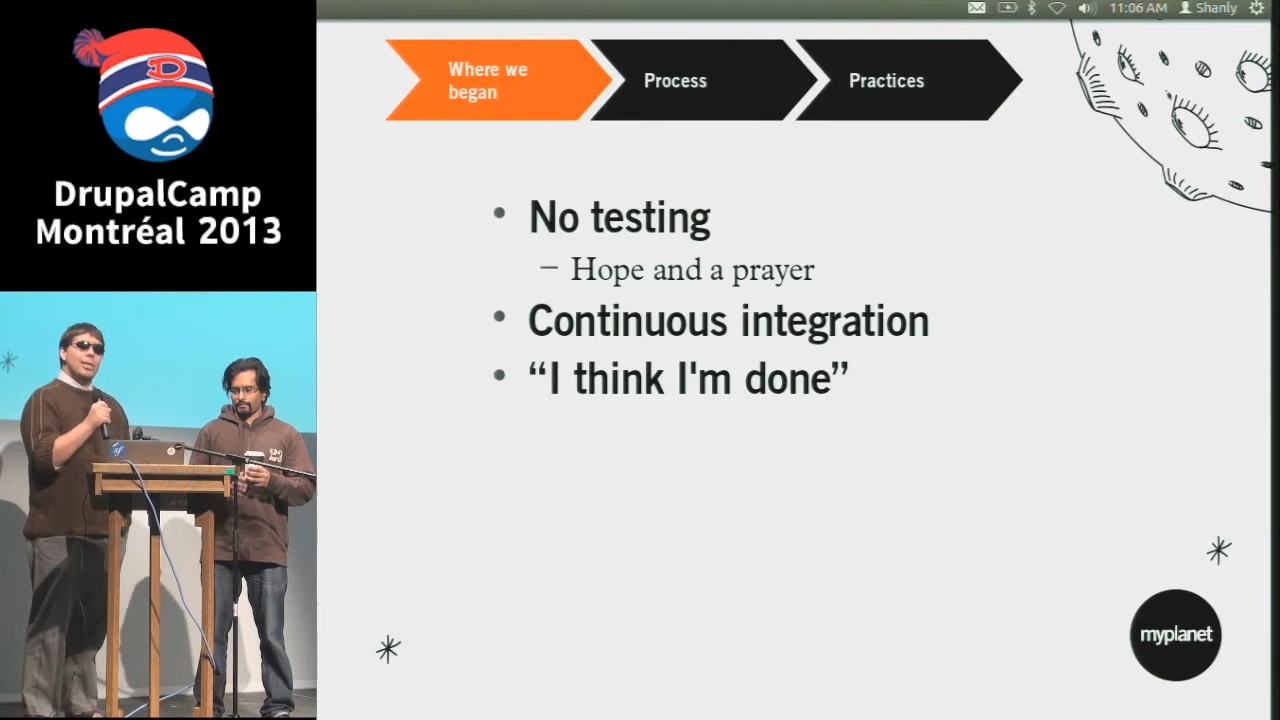 DrupalCamp
Montréal 2013
11:06 AM Shanly
Where we
began
Process
Practices
• No testing
– Hope and a prayer
• Continuous integration
• “I think I'm done”
myplanet